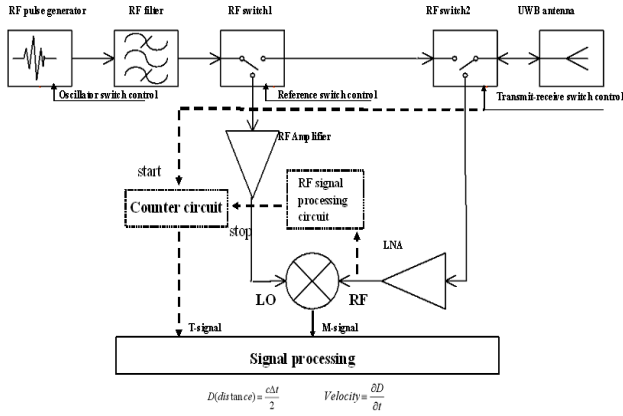 RF pulse generator
RF filter
RF switch1
RF switch2
UWB antenna
Oscillator switch control
Reference switch control
Transmit-receive switch control
RF Amplifier
start
RF signal
processing
circuit
Counter circuit
stop
LNA
LO
RF
T-signal
M-signal
Signal processing
D(distance)= cΔt/2
Velocity= ∂D/∂t